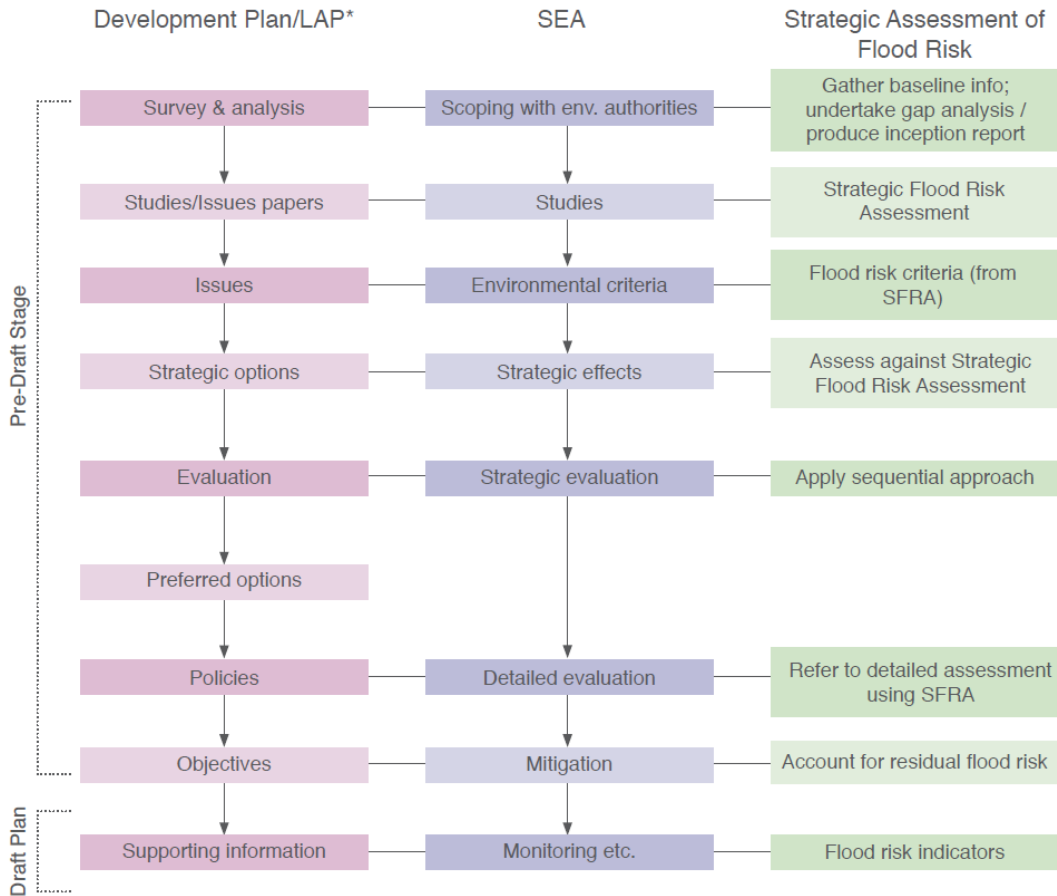 Development Plan/LAP*
SEA
Strategic Assessment of
Flood Risk
Pre-Draft Stage
Survey & analysis
Scoping with env. authorities
Gather baseline info;
undertake gap analysis /
produce inception report
Studies/Issues papers
Studies
Strategic Flood Risk
Assessment
Issues
Environmental criteria
Flood risk criteria (from
SFRA)
Strategic options
Strategic effects
Assess against Strategic
Flood Risk Assessment
Evaluation
Strategic evaluation
Apply sequential approach
Preferred options
Policies
Detailed evaluation
Refer to detailed assessment
using SFRA
Objectives
Mitigation
Account for residual flood risk
Draft Plan
Supporting information
Monitoring etc.
Flood risk indicators